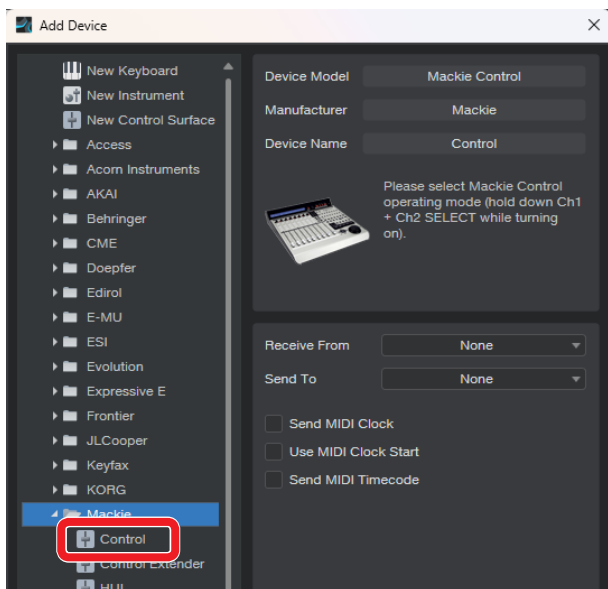 Add Device
New Keyboard
New Instrument
New Control Surface
Access
Acorn Instruments
AKAI
Behringer
CME
Doepfer
Edirol
E-MU
ESI
Evolution
Expressive E
Frontier
JLCooper
Keyfax
KORG
Mackie
Control
Control Extender
HUI
Device Model Mackie Control
Manufacturer Mackie
Device Name Control
Please select Mackie Control
operating mode (hold down Ch1
+ Ch2 SELECT while turning
on).
Receive From None
Send To None
Send MIDI Clock
Use MIDI Clock Start
Send MIDI Timecode